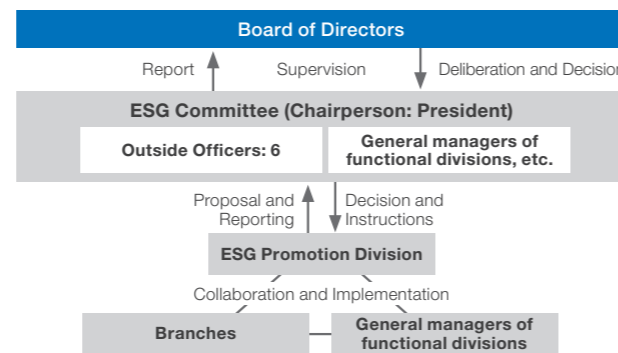 Board of Directors
Report
Supervision
Deliberation and Decision
ESG Committee (Chairperson: President)
Outside Officers: 6
General managers of
functional divisions, etc.
Proposal and
Reporting
Decision and
Instructions
ESG Promotion Division
Collaboration and Implementation
Branches
General managers of
functional divisions